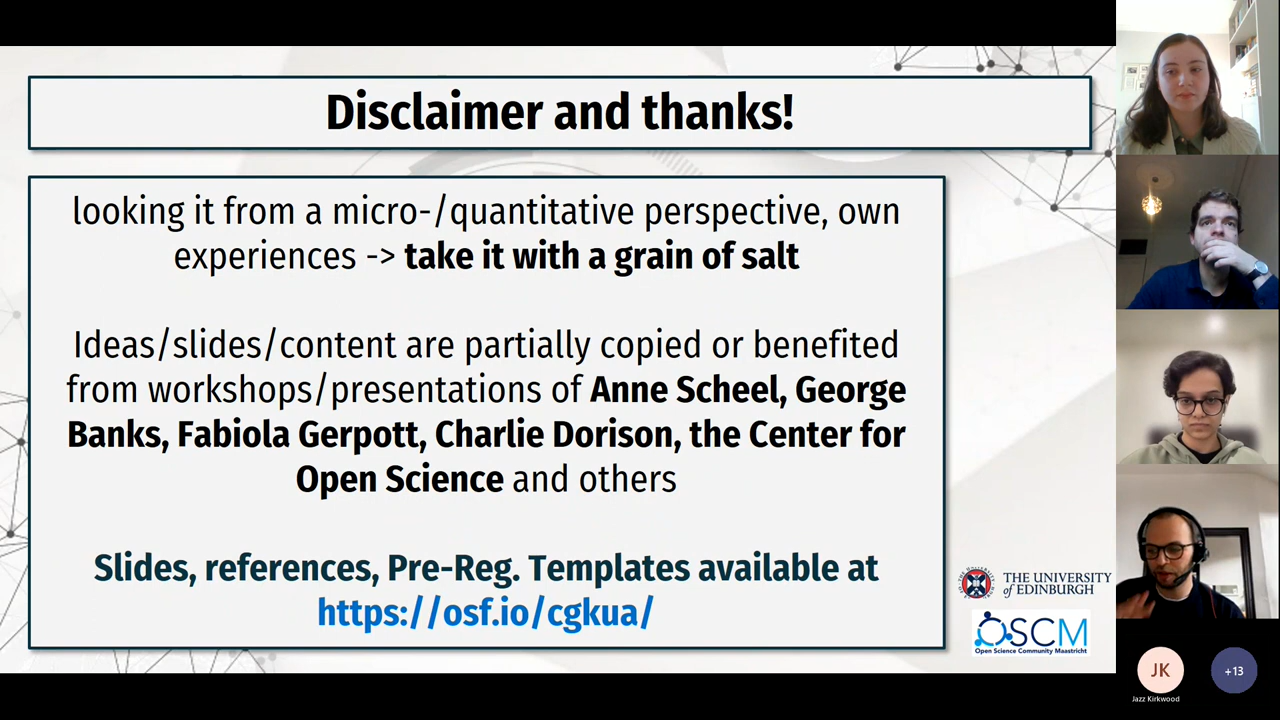 Disclaimer and thanks!
looking it from a micro-/quantitative perspective, own
experiences -> take it with a grain of salt
Ideas/slides/content are partially copied or benefited
from workshops/presentations of Anne Scheel, George
Banks, Fabiola Gerpott, Charlie Dorison, the Center for
Open Science and others
Slides, references, Pre-Reg. Templates available at
https://osf.io/cgkua/
THE UNIVERSITY
of EDINBURGH
OSCM
Open Science Community Maastricht
JK
+13
Jazz Kirkwood